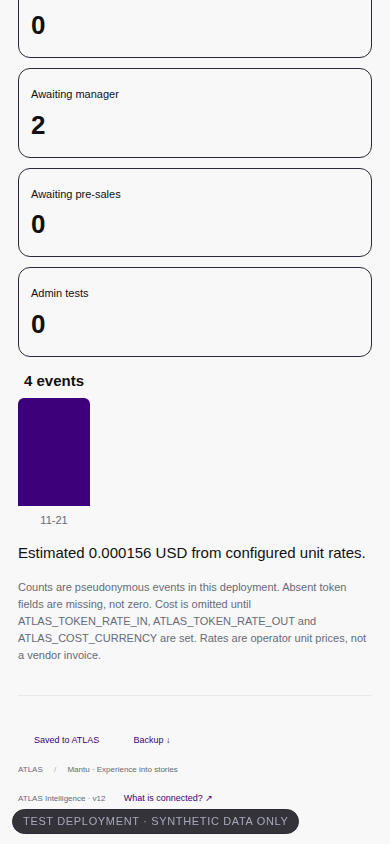 0
Awaiting manager
2
Awaiting pre-sales
0
Admin tests
0
4 events
11-21
Estimated 0.000156 USD from configured unit rates.
Counts are pseudonymous events in this deployment. Absent token
fields are missing, not zero. Cost is omitted until
ATLAS_TOKEN_RATE_IN, ATLAS_TOKEN_RATE_OUT and
ATLAS_COST_CURRENCY are set. Rates are operator unit prices, not
a vendor invoice.
Saved to ATLAS Backup ↓
ATLAS / Mantu · Experience into stories
ATLAS Intelligence · v12 What is connected? ↗
TEST DEPLOYMENT · SYNTHETIC DATA ONLY